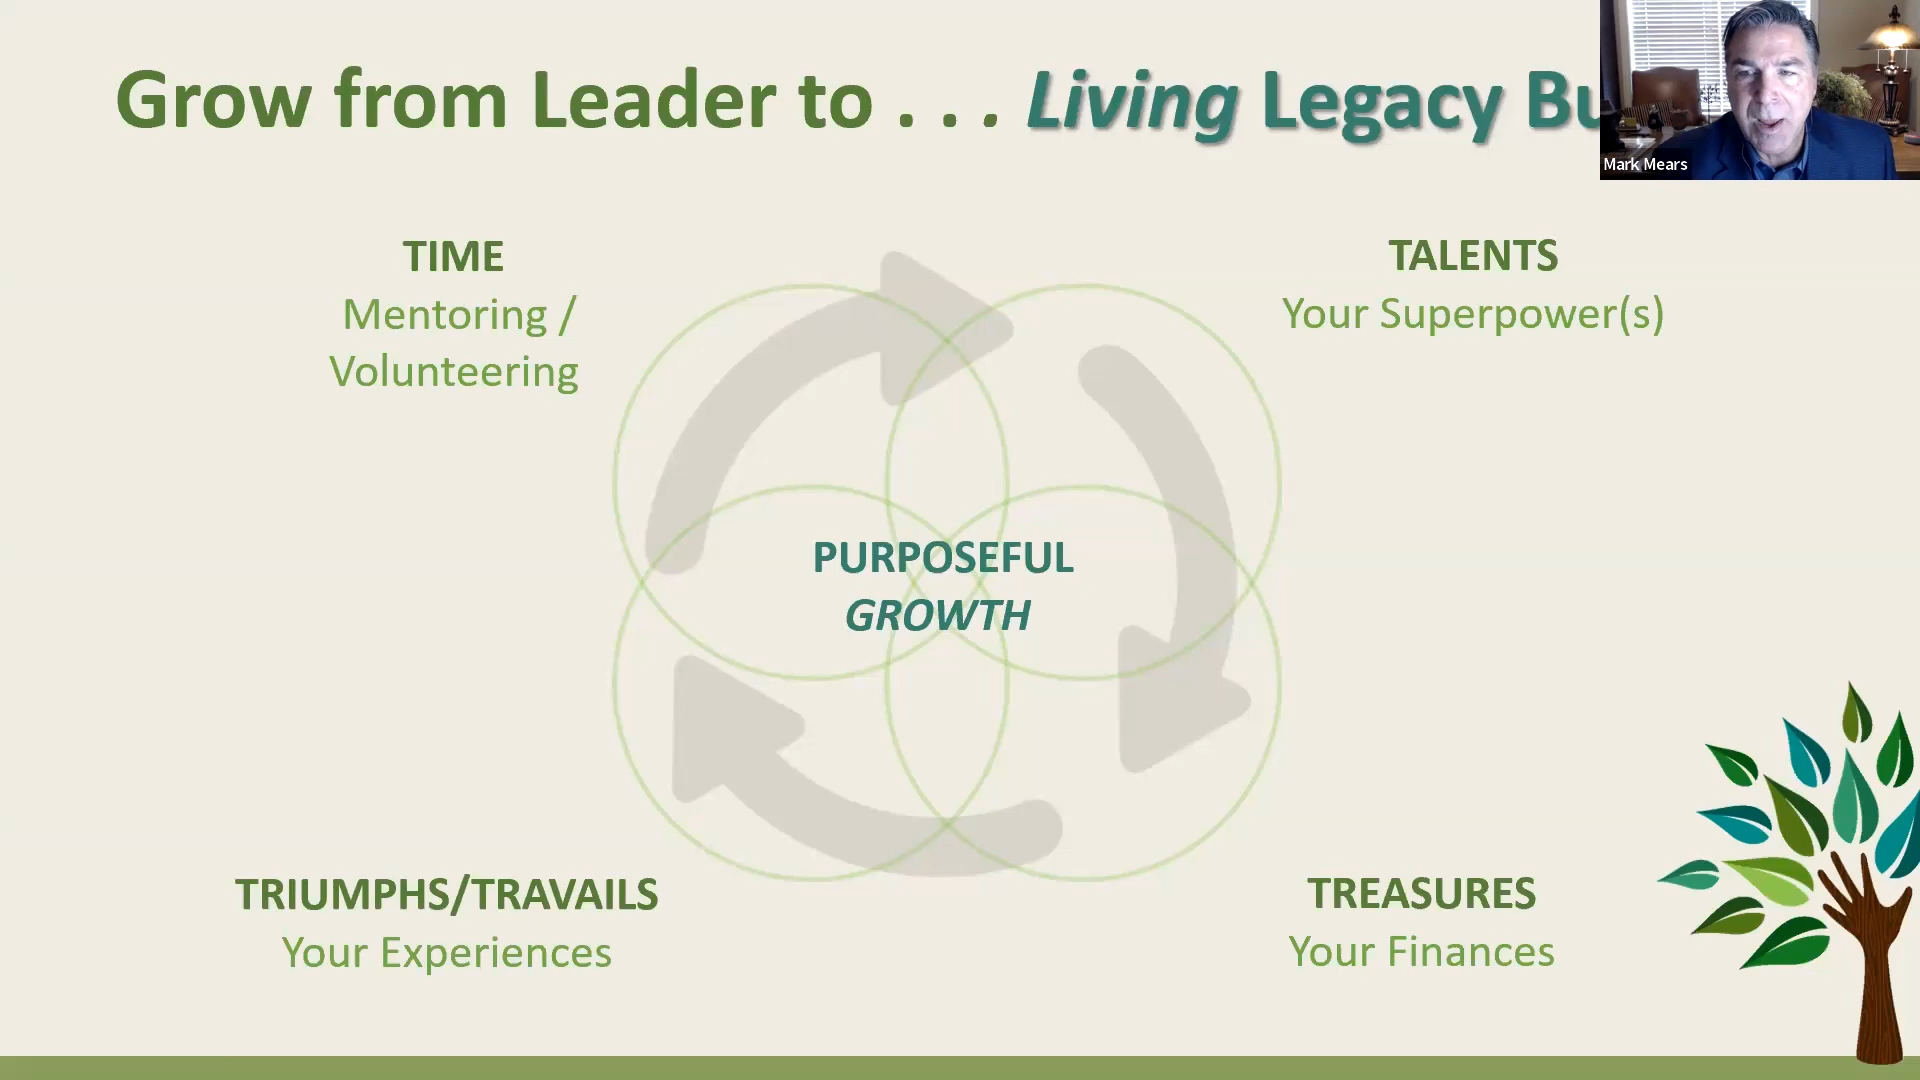 Grow from Leader to . . . Living Legacy Bu
Mark Mears
TIME
Mentoring /
Volunteering
TALENTS
Your Superpower(s)
PURPOSEFUL
GROWTH
TRIUMPHS/TRAVAILS
Your Experiences
TREASURES
Your Finances